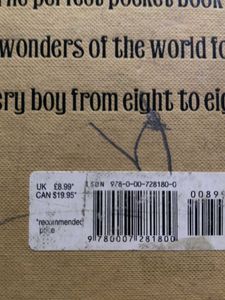 The perfect pocket book
wonders of the world fo
ery boy from eight to eig
UK £8.99*
CAN $19.95*
*recommended
price
ISBN 978-0-00-728180-0
0089
9 780007 281800